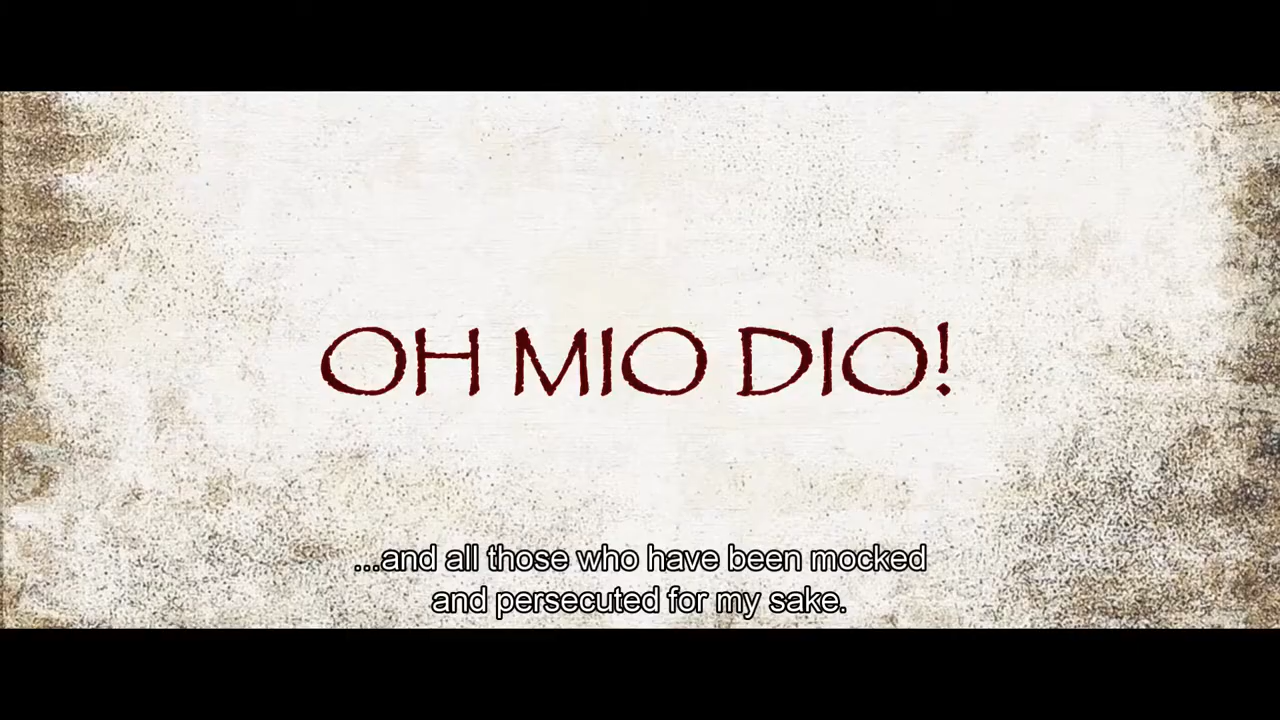 OH MIO DIO!
...and all those who have been mocked
and persecuted for my sake.